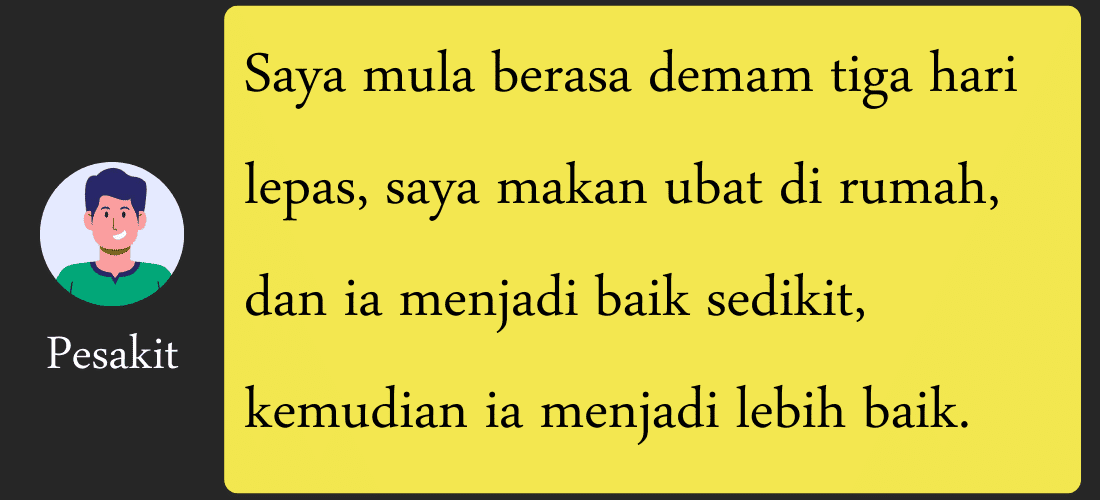 Saya mula berasa demam tiga hari
lepas, saya makan ubat di rumah,
dan ia menjadi baik sedikit,
kemudian ia menjadi lebih baik.
Pesakit